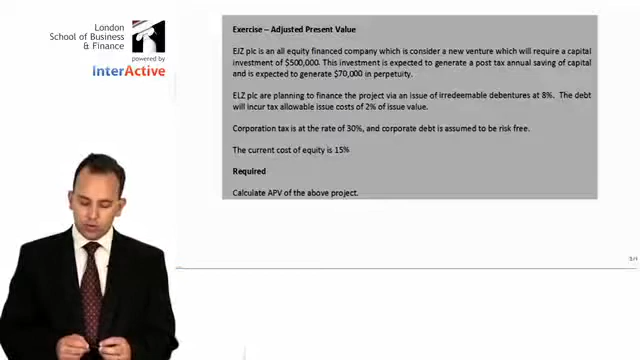 London
School of Business
& Finance
powered by
InterActive
Exercise – Adjusted Present Value
EJZ plc is an all equity financed company which is consider a new venture which will require a capital
investment of $500,000. This investment is expected to generate a post tax annual saving of capital
and is expected to generate $70,000 in perpetuity.
ELZ plc are planning to finance the project via an issue of irredeemable debentures at 8%. The debt
will incur tax allowable issue costs of 2% of issue value.
Corporation tax is at the rate of 30%, and corporate debt is assumed to be risk free.
The current cost of equity is 15%
Required
Calculate APV of the above project.